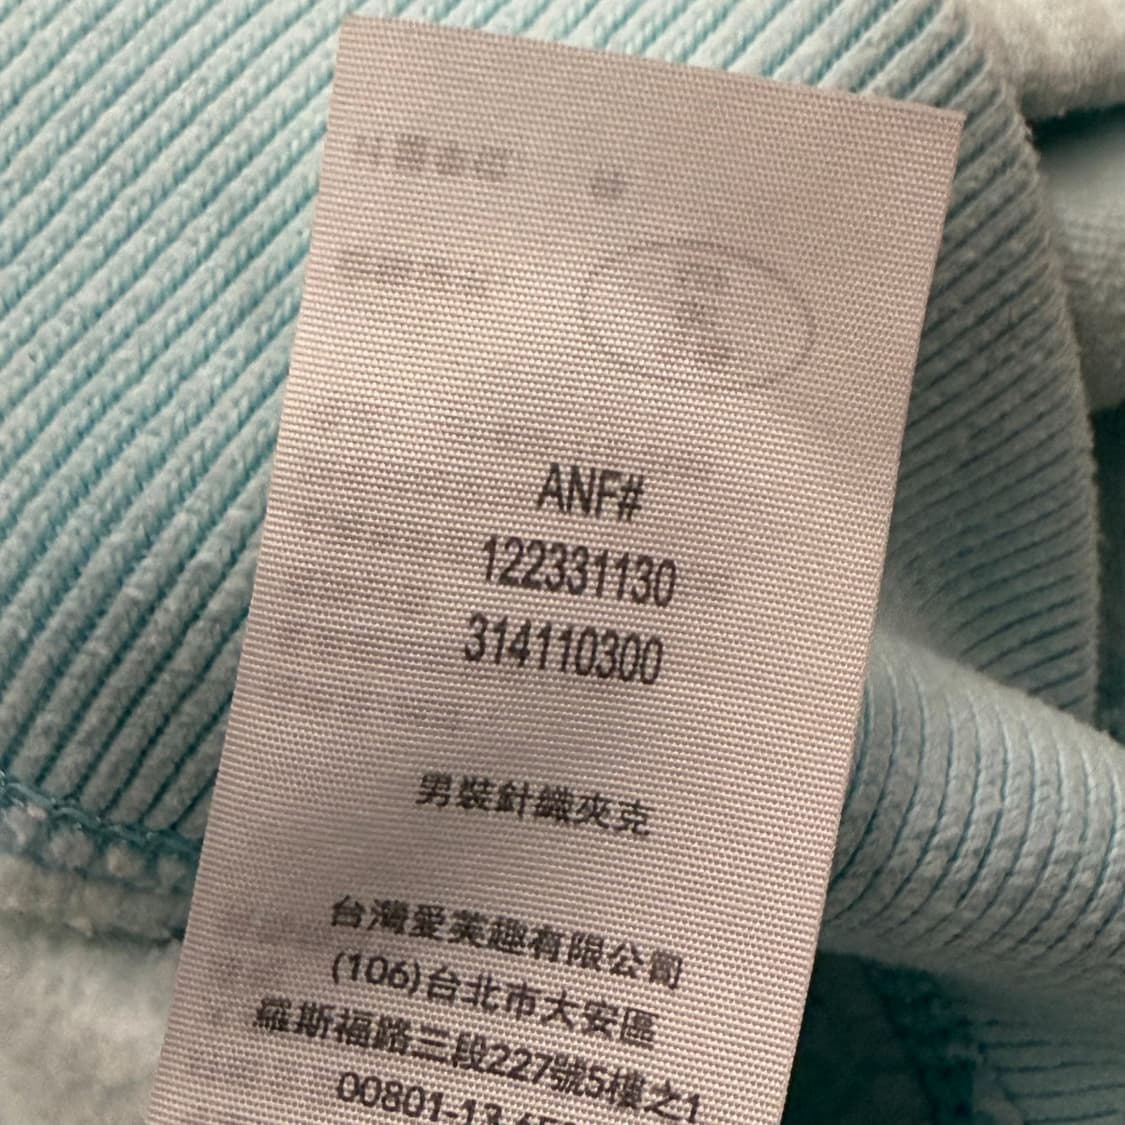 ANF#
122331130
314110300
男裝針織夾克
台灣愛芙趣有限公司
(106)台北市大安區
羅斯福路三段227號5樓之1
00801-13